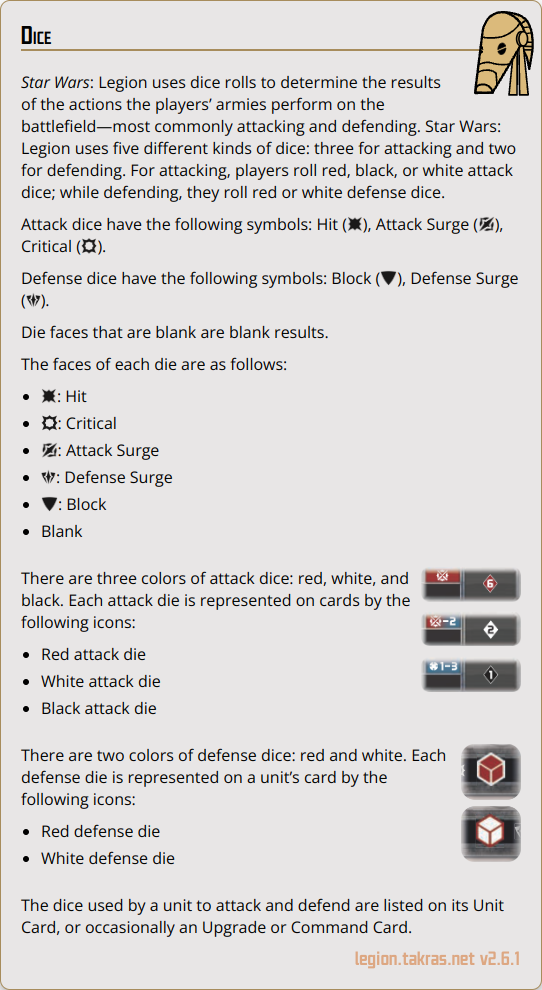 DICE
Star Wars: Legion uses dice rolls to determine the results
of the actions the players’ armies perform on the
battlefield—most commonly attacking and defending. Star Wars:
Legion uses five different kinds of dice: three for attacking and two
for defending. For attacking, players roll red, black, or white attack
dice; while defending, they roll red or white defense dice.
Attack dice have the following symbols: Hit (), Attack Surge (),
Critical ().
Defense dice have the following symbols: Block (), Defense Surge
().
Die faces that are blank are blank results.
The faces of each die are as follows:
• : Hit
• : Critical
• : Attack Surge
• : Defense Surge
• : Block
• Blank
There are three colors of attack dice: red, white, and
black. Each attack die is represented on cards by the
following icons:
• Red attack die
• White attack die
• Black attack die
6
-2 2
1-3 1
There are two colors of defense dice: red and white. Each
defense die is represented on a unit’s card by the
following icons:
• Red defense die
• White defense die
The dice used by a unit to attack and defend are listed on its Unit
Card, or occasionally an Upgrade or Command Card.
legion.takras.net v2.6.1